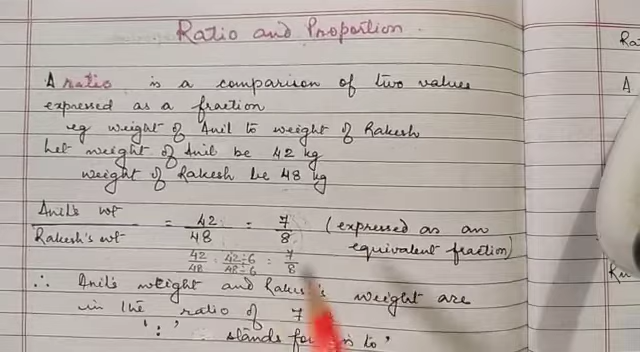 Ratio and Proportion
A ratio is a comparison of two values
expressed as a fraction
eg weight of Anil to weight of Rakesh
Let weight of Anil be 42 kg
weight of Rakesh be 48 kg
Anil's wt / Rakesh's wt = 42/48 = 7/8 (expressed as an
equivalent fraction)
42/48 : 42÷6/48÷6 : 7/8
∴ Anil's weight and Rakesh's weight are
in the ratio of 7
':' stands for 'is to'
Ra
A